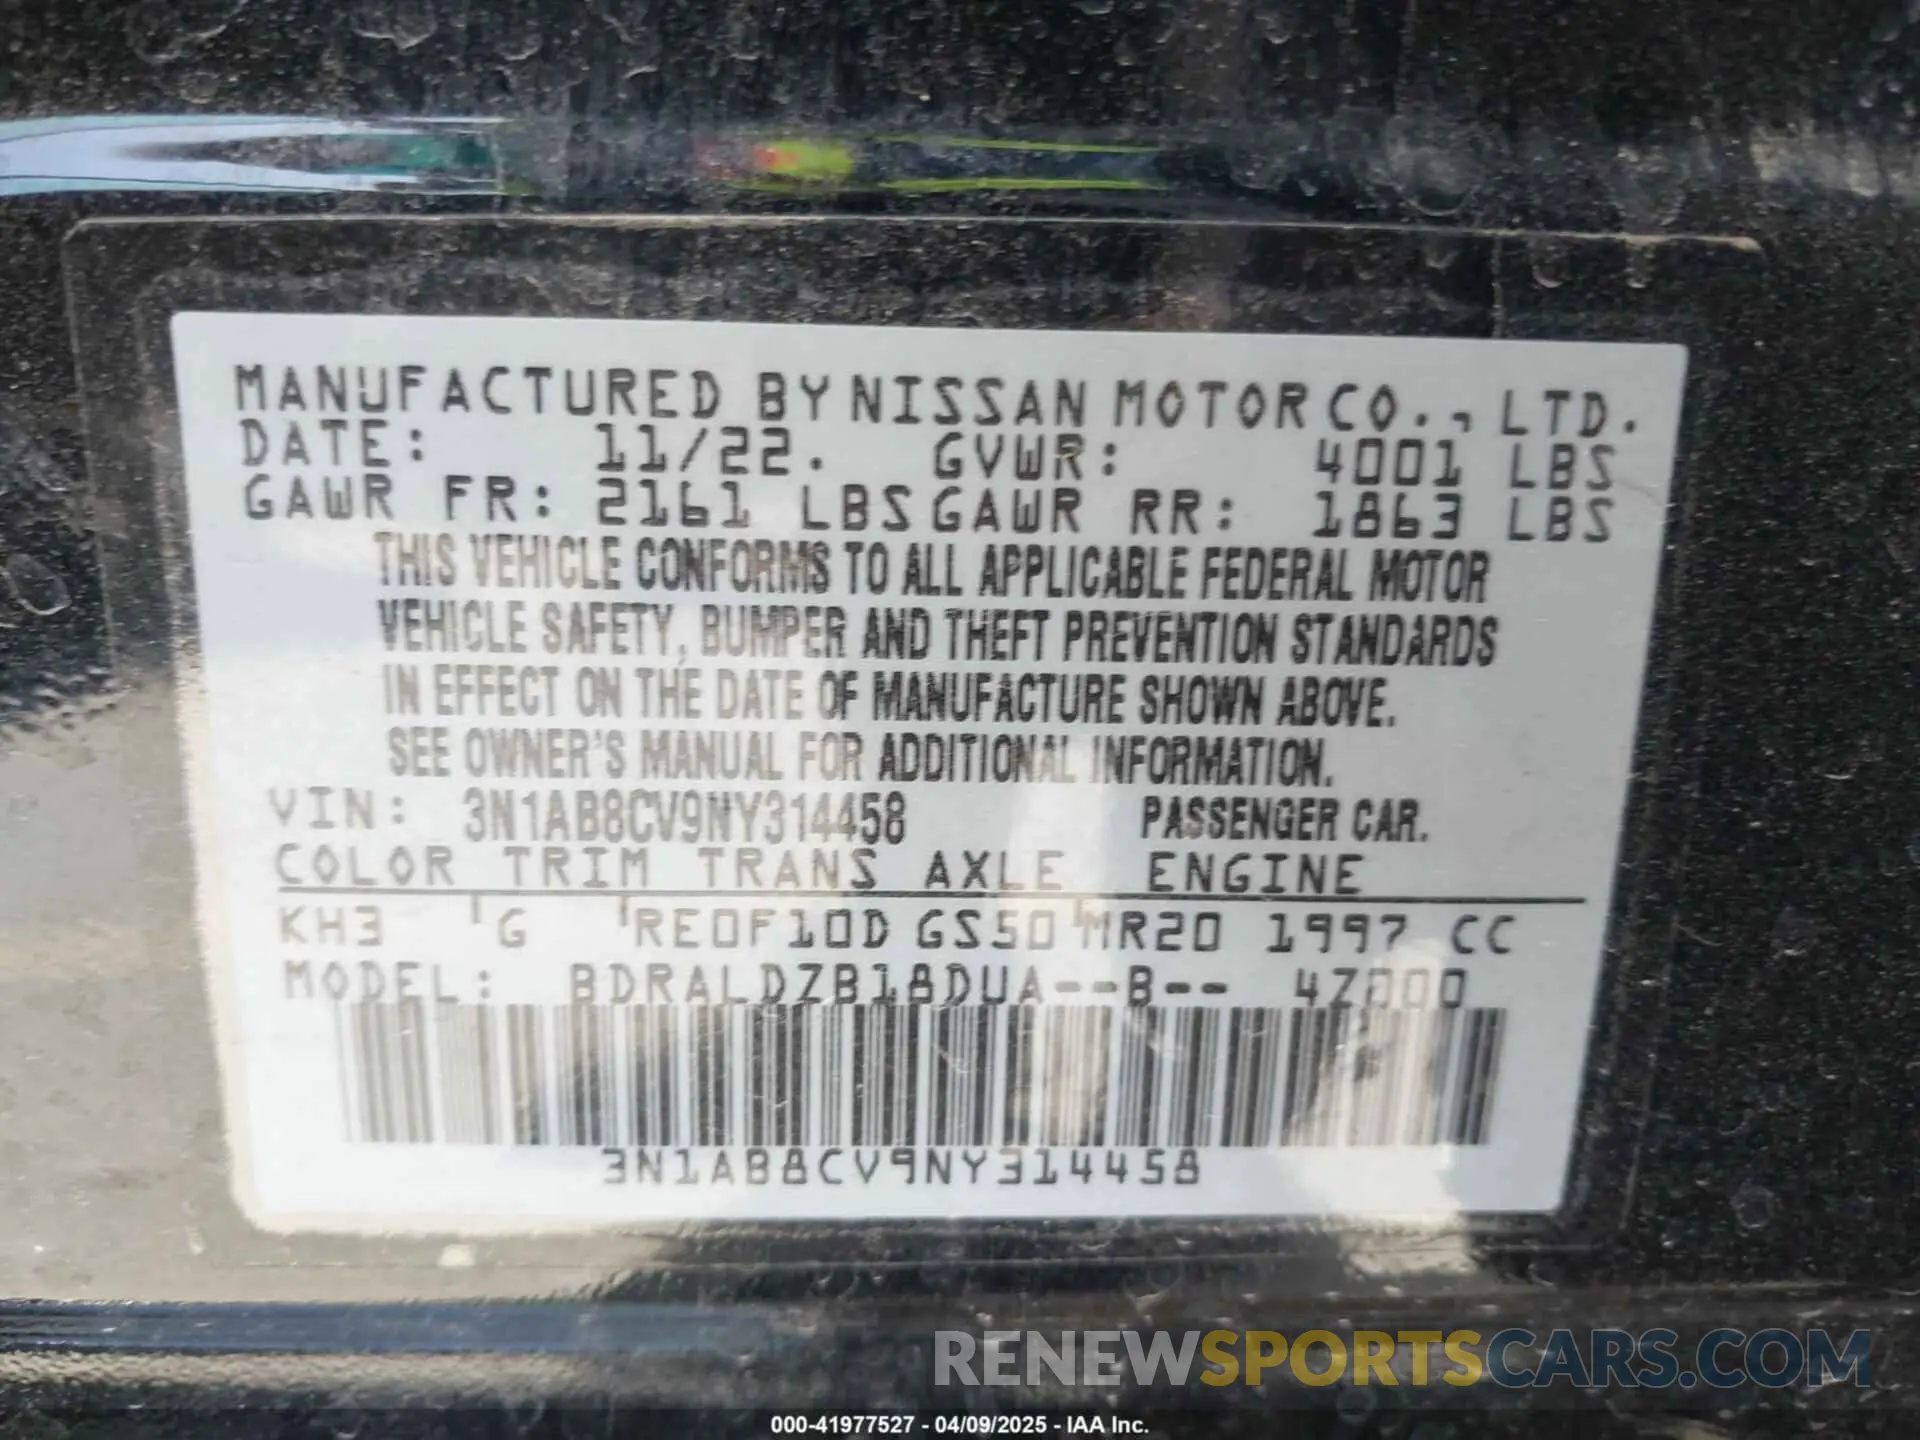 MANUFACTURED BY NISSAN MOTOR CO., LTD.
DATE: 11/22. GVWR: 4001 LBS
GAWR FR: 2161 LBS GAWR RR: 1863 LBS
THIS VEHICLE CONFORMS TO ALL APPLICABLE FEDERAL MOTOR
VEHICLE SAFETY, BUMPER AND THEFT PREVENTION STANDARDS
IN EFFECT ON THE DATE OF MANUFACTURE SHOWN ABOVE.
SEE OWNER'S MANUAL FOR ADDITIONAL INFORMATION.
VIN: 3N1AB8CV9NY314458 PASSENGER CAR.
COLOR TRIM TRANS AXLE ENGINE
KH3 G RE0F10D GS50 MR20 1997 CC
MODEL: BDRALDZB18DUA--B-- 4Z000
3N1AB8CV9NY314458
RENEWSPORTSCARS.COM
000-41977527 - 04/09/2025 - IAA Inc.